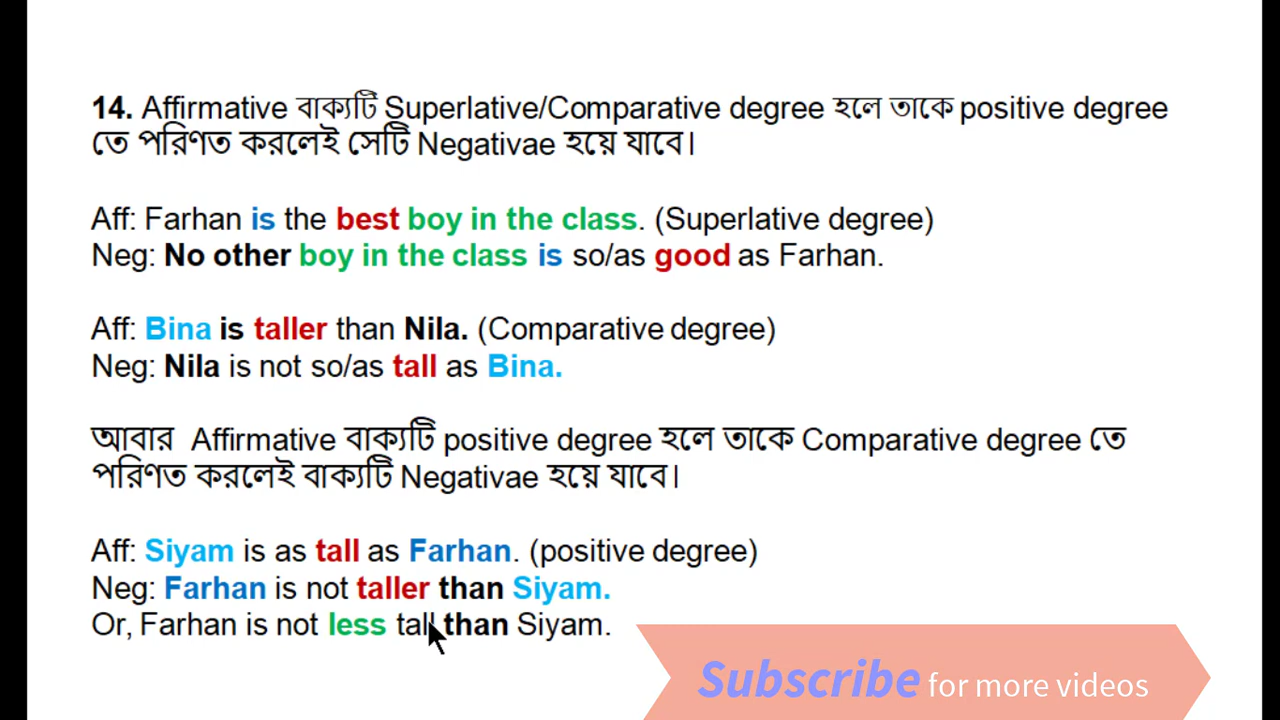 14. Affirmative বাক্যটি Superlative/Comparative degree হলে তাকে positive degree
তে পরিণত করলেই সেটি Negativae হয়ে যাবে।
Aff: Farhan is the best boy in the class. (Superlative degree)
Neg: No other boy in the class is so/as good as Farhan.
Aff: Bina is taller than Nila. (Comparative degree)
Neg: Nila is not so/as tall as Bina.
আবার Affirmative বাক্যটি positive degree হলে তাকে Comparative degree তে
পরিণত করলেই বাক্যটি Negativae হয়ে যাবে।
Aff: Siyam is as tall as Farhan. (positive degree)
Neg: Farhan is not taller than Siyam.
Or, Farhan is not less tall than Siyam.
Subscribe for more videos